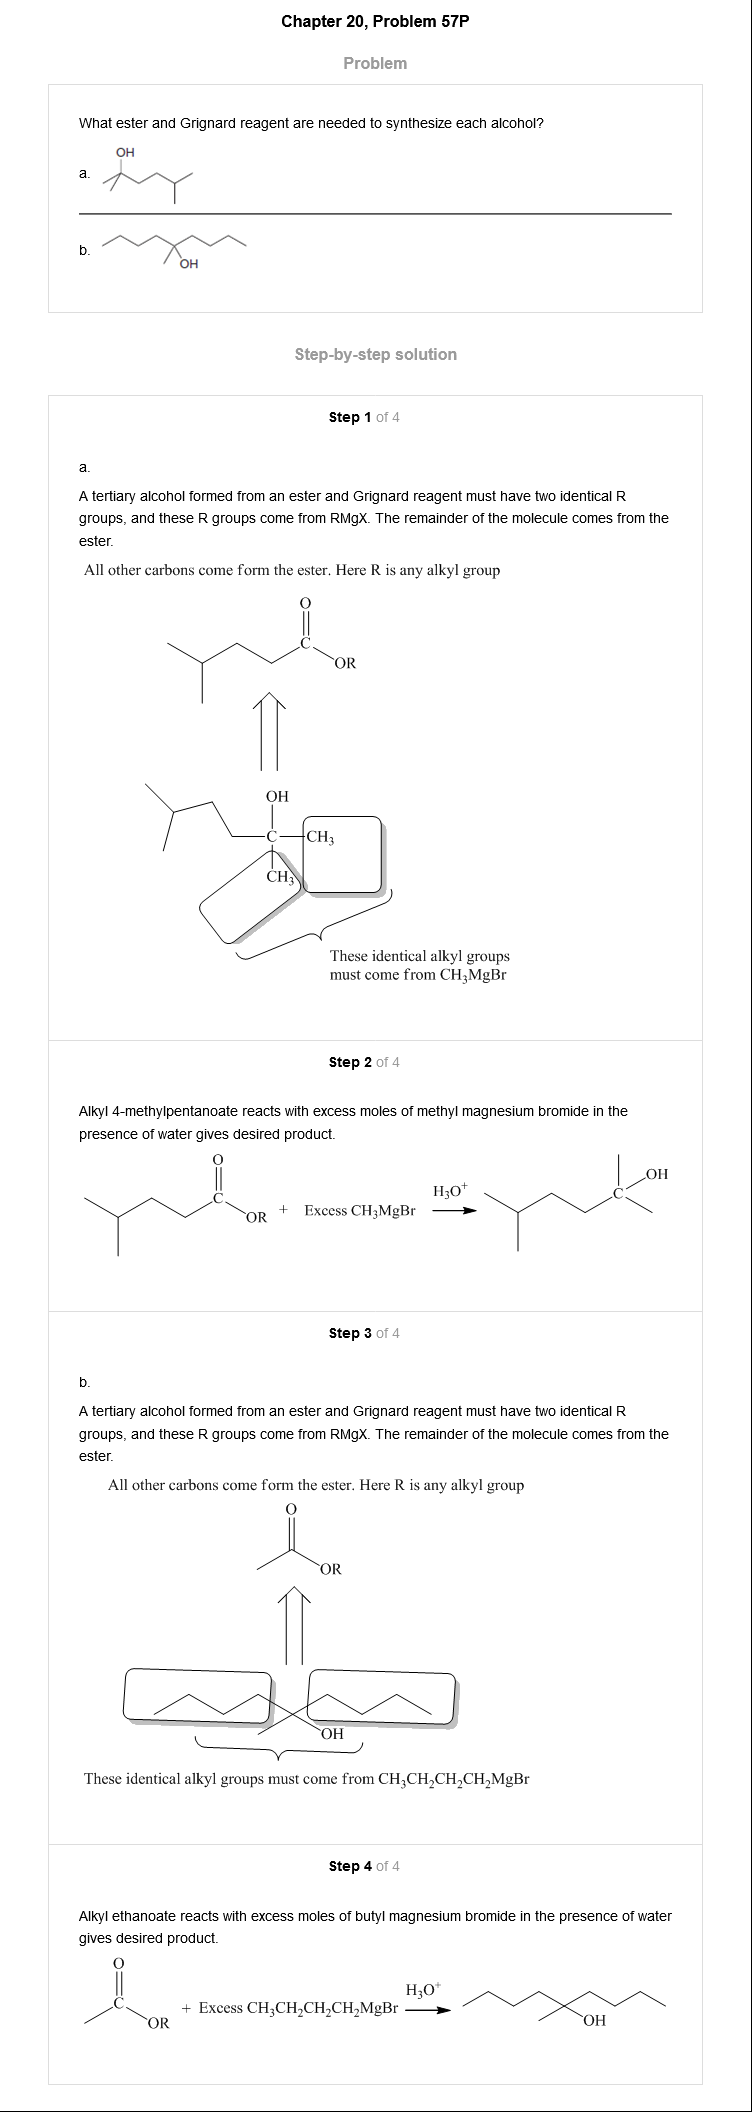 Chapter 20, Problem 57P
Problem
What ester and Grignard reagent are needed to synthesize each alcohol?
OH
a.
b.
OH
Step-by-step solution
Step 1 of 4
a.
A tertiary alcohol formed from an ester and Grignard reagent must have two identical R
groups, and these R groups come from RMgX. The remainder of the molecule comes from the
ester.
All other carbons come form the ester. Here R is any alkyl group
O
C
OR
OH
C CH₃
CH₃
These identical alkyl groups
must come from CH₃MgBr
Step 2 of 4
Alkyl 4-methylpentanoate reacts with excess moles of methyl magnesium bromide in the
presence of water gives desired product.
O
C
OR + Excess CH₃MgBr H₃O⁺ C OH
Step 3 of 4
b.
A tertiary alcohol formed from an ester and Grignard reagent must have two identical R
groups, and these R groups come from RMgX. The remainder of the molecule comes from the
ester.
All other carbons come form the ester. Here R is any alkyl group
O
OR
OH
These identical alkyl groups must come from CH₃CH₂CH₂CH₂MgBr
Step 4 of 4
Alkyl ethanoate reacts with excess moles of butyl magnesium bromide in the presence of water
gives desired product.
O
C
OR + Excess CH₃CH₂CH₂CH₂MgBr H₃O⁺ OH